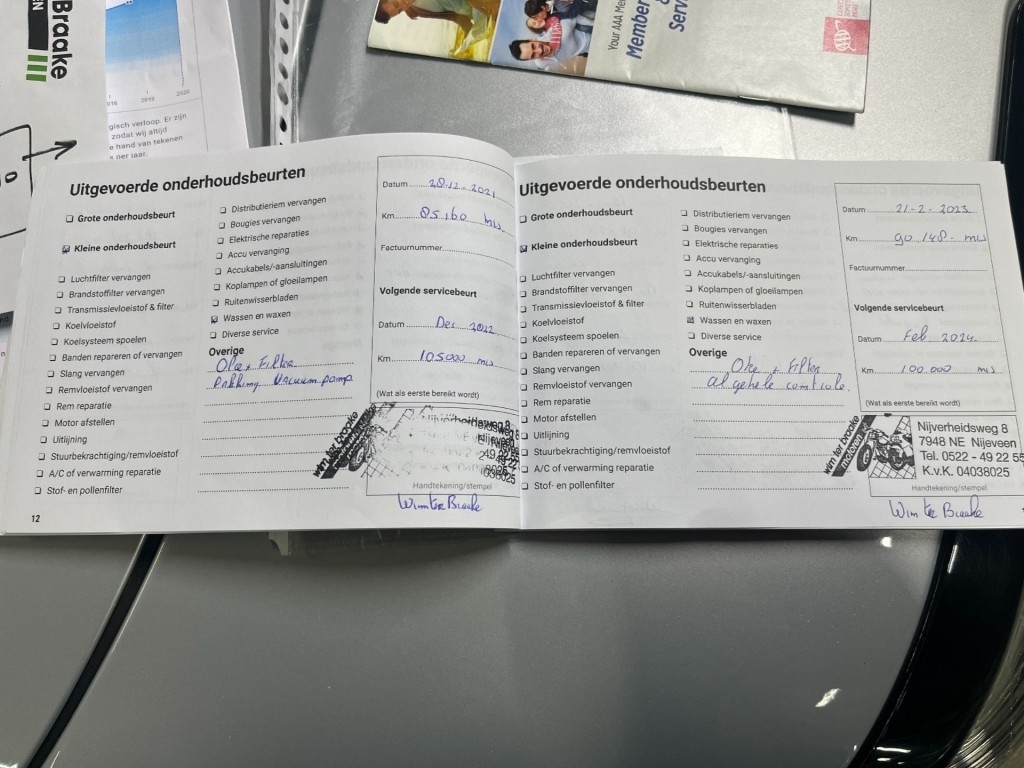 Braake
EN
2018
2019
2020
gisch verloop. Er zijn
zodat wij altijd
e hand van tekenen
s per jaar.
Your AAA Mem
Member
&
Serv
Uitgevoerde onderhoudsbeurten
❏ Grote onderhoudsbeurt
Kleine onderhoudsbeurt
❏ Luchtfilter vervangen
❏ Brandstoffilter vervangen
❏ Transmissievloeistof & filter
❏ Koelvloeistof
❏ Koelsysteem spoelen
❏ Banden repareren of vervangen
❏ Slang vervangen
❏ Remvloeistof vervangen
❏ Rem reparatie
❏ Motor afstellen
❏ Uitlijning
❏ Stuurbekrachtiging/remvloeistof
❏ A/C of verwarming reparatie
❏ Stof- en pollenfilter
12
❏ Distributieriem vervangen
❏ Bougies vervangen
❏ Elektrische reparaties
❏ Accu vervanging
❏ Accukabels/-aansluitingen
❏ Koplampen of gloeilampen
❏ Ruitenwisserbladen
Wassen en waxen
❏ Diverse service
Overige
Olie + Filter
Pakking Vacuum pomp
Datum 28-12-2021
Km 85,160 mls
Factuurnummer
Volgende servicebeurt
Datum Dec 2022
Km 105000 mls
(Wat als eerste bereikt wordt)
wim ter braake
Handtekening/stempel
Wim ter Braake
Uitgevoerde onderhoudsbeurten
❏ Grote onderhoudsbeurt
Kleine onderhoudsbeurt
❏ Luchtfilter vervangen
❏ Brandstoffilter vervangen
❏ Transmissievloeistof & filter
❏ Koelvloeistof
❏ Koelsysteem spoelen
❏ Banden repareren of vervangen
❏ Slang vervangen
❏ Remvloeistof vervangen
❏ Rem reparatie
❏ Motor afstellen
❏ Uitlijning
❏ Stuurbekrachtiging/remvloeistof
❏ A/C of verwarming reparatie
❏ Stof- en pollenfilter
❏ Distributieriem vervangen
❏ Bougies vervangen
❏ Elektrische reparaties
❏ Accu vervanging
❏ Accukabels/-aansluitingen
❏ Koplampen of gloeilampen
❏ Ruitenwisserbladen
Wassen en waxen
❏ Diverse service
Overige
Olie + Filter
algehele controle.
Datum 21-2-2023
Km 90.148- mls
Factuurnummer
Volgende servicebeurt
Datum Feb 2024
Km 100.000 mls
(Wat als eerste bereikt wordt)
wim ter braake
motoren
Nijverheidsweg 8
7948 NE Nijeveen
Tel. 0522 - 49 22 55
K.v.K. 04038025
Handtekening/stempel
Wim ter Braake